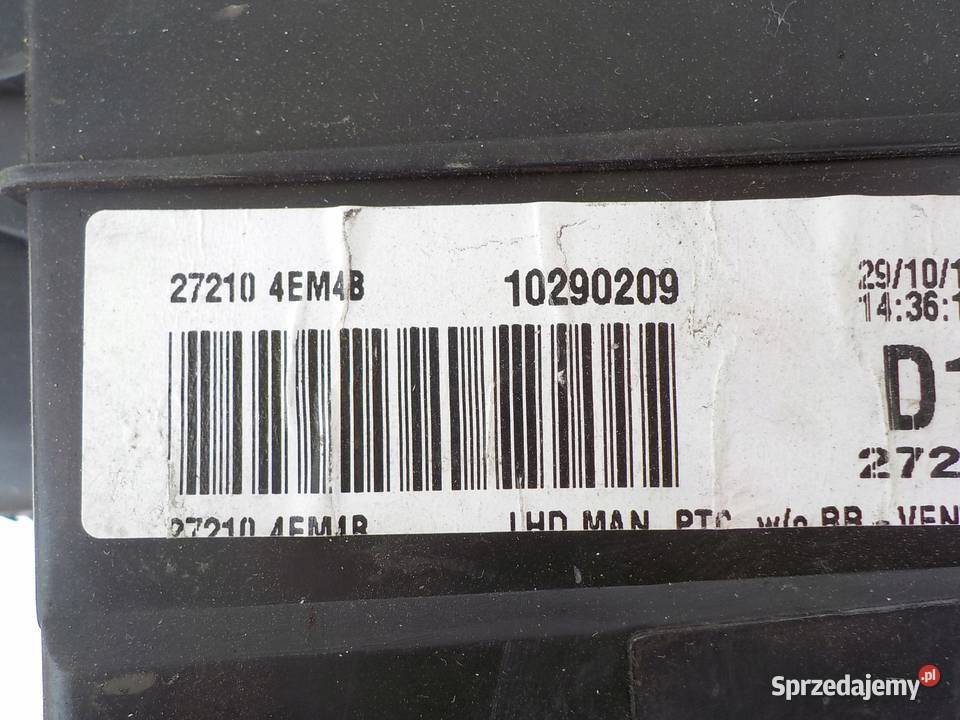 27210 4EM4B 10290209 29/10/1
14:36:1
D1
272
27210 4EM4B LHD MAN PTC w/o RR - VEN
Sprzedajemy.pl